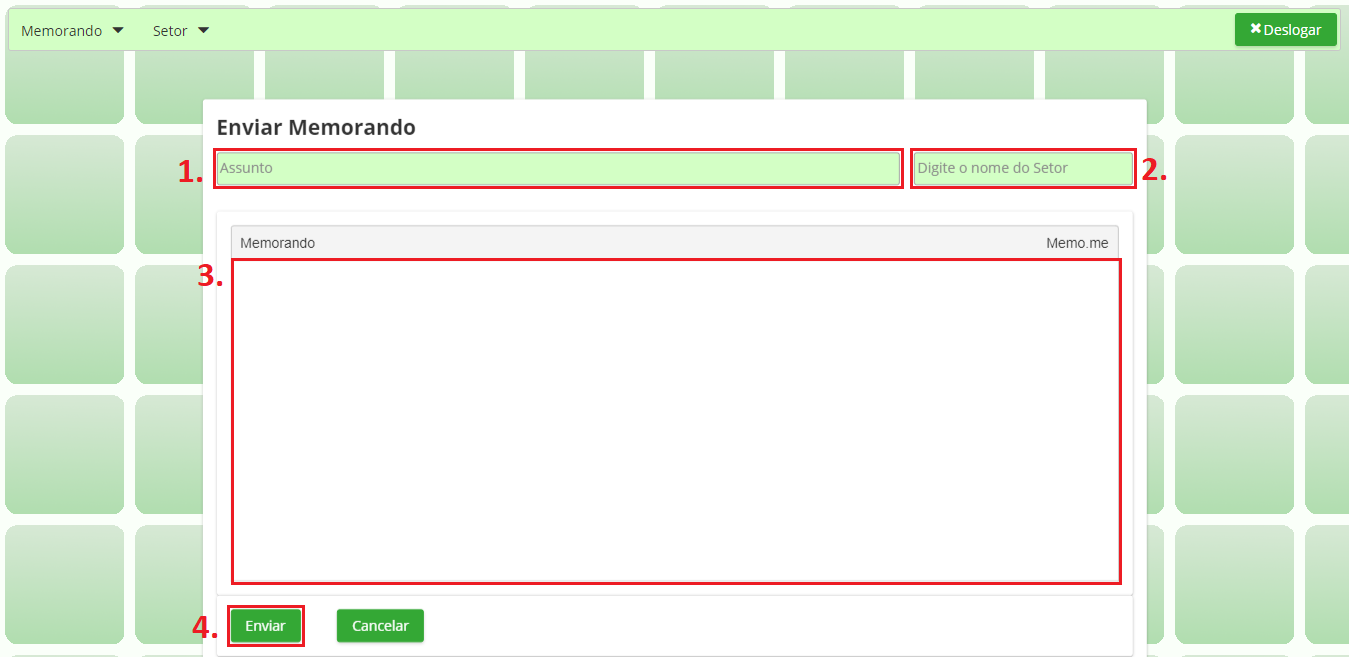 Memorando Setor Deslogar
Enviar Memorando
1. Assunto Digite o nome do Setor 2.
Memorando Memo.me
3.
4. Enviar Cancelar